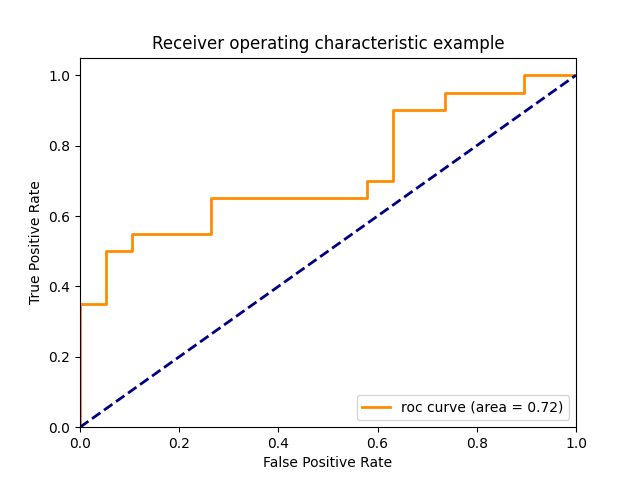 Receiver operating characteristic example
True Positive Rate
1.0
0.8
0.6
0.4
0.2
0.0
roc curve (area = 0.72)
0.0 0.2 0.4 0.6 0.8 1.0
False Positive Rate